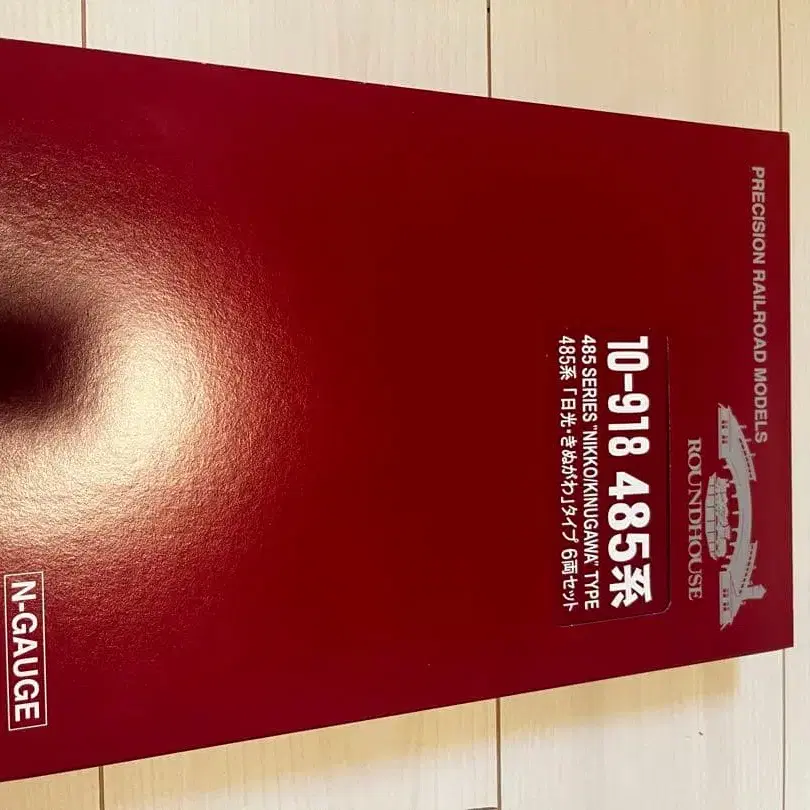 PRECISION RAILROAD MODELS
ROUNDHOUSE
10-918 485系
485 SERIES "NIKKO/KINUGAWA" TYPE
485系「日光・きぬがわ」タイプ 6両セット
N-GAUGE